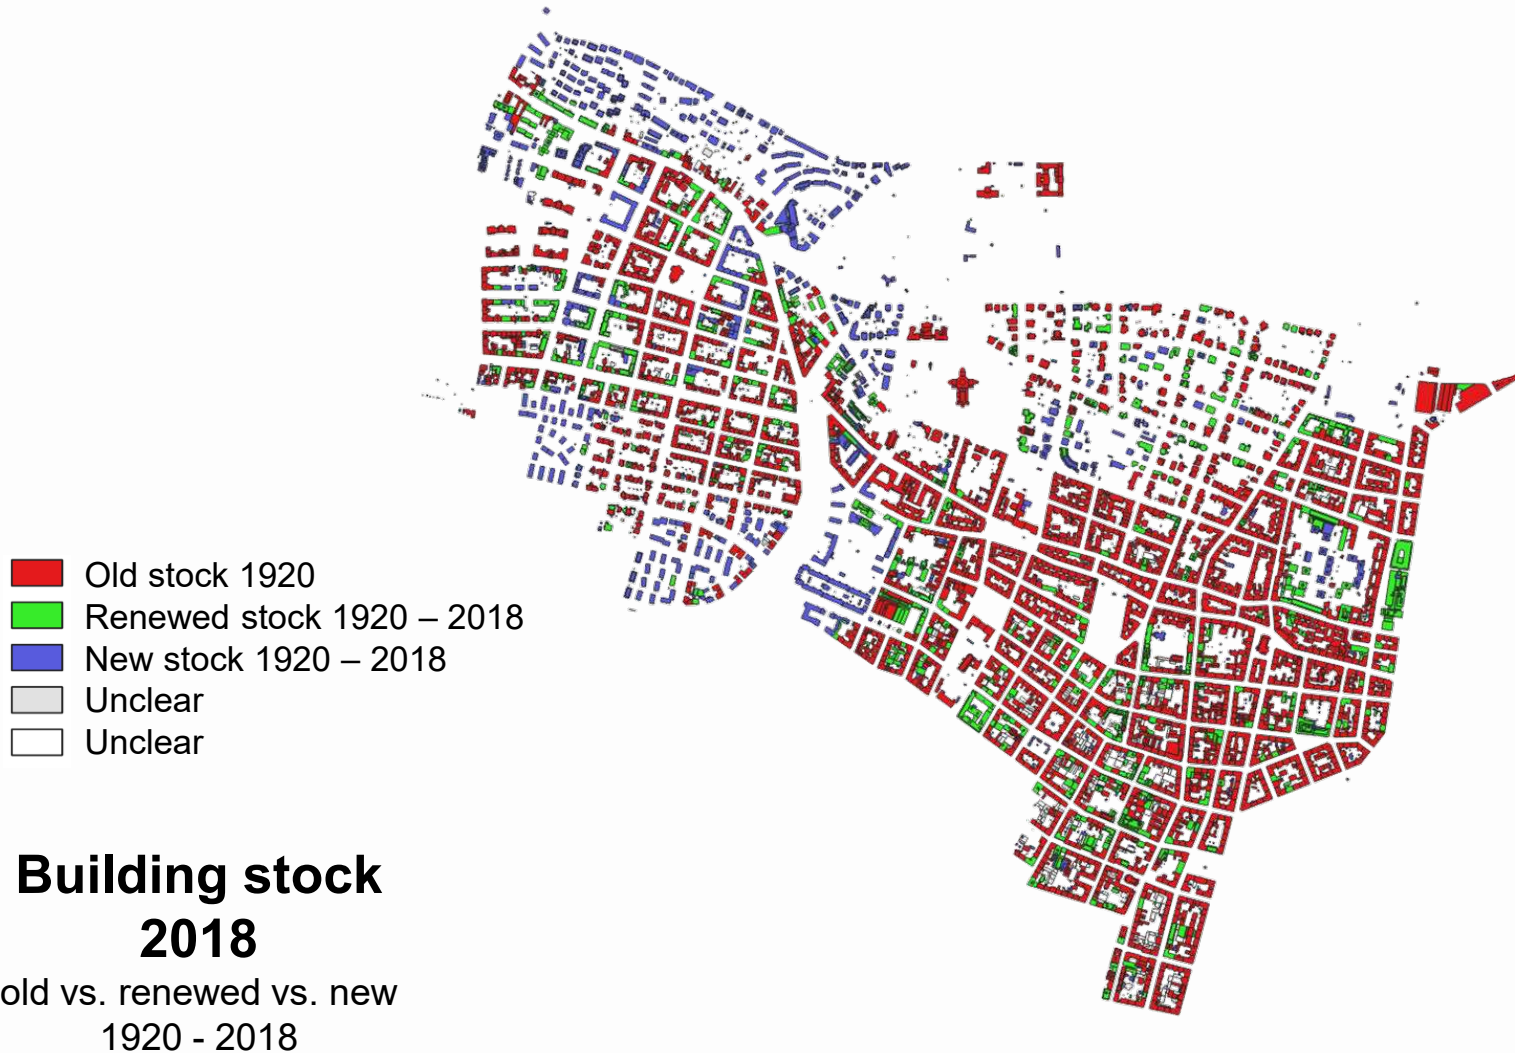 Old stock 1920
Renewed stock 1920 – 2018
New stock 1920 – 2018
Unclear
Unclear
Building stock
2018
old vs. renewed vs. new
1920 - 2018